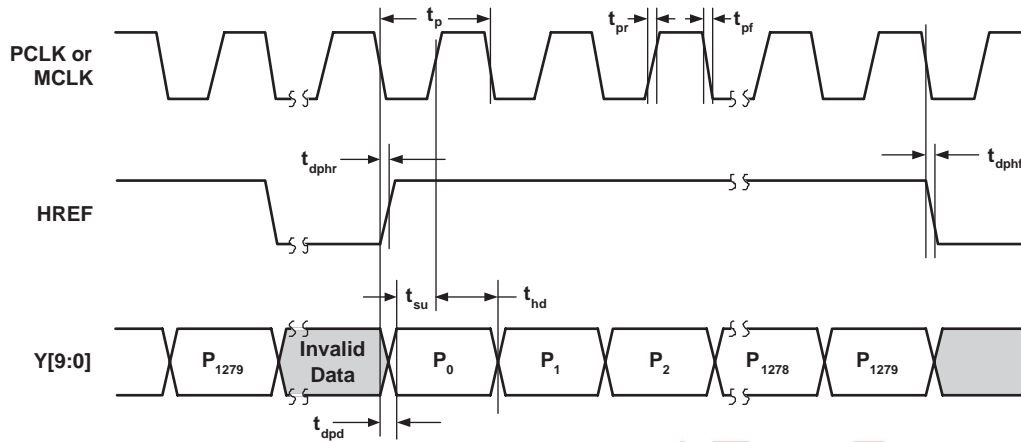 t_p t_pr t_pf
PCLK or
MCLK
t_dphr t_dphf
HREF
t_su t_hd
Y[9:0] P_1279 Invalid Data P_0 P_1 P_2 P_1278 P_1279
t_dpd